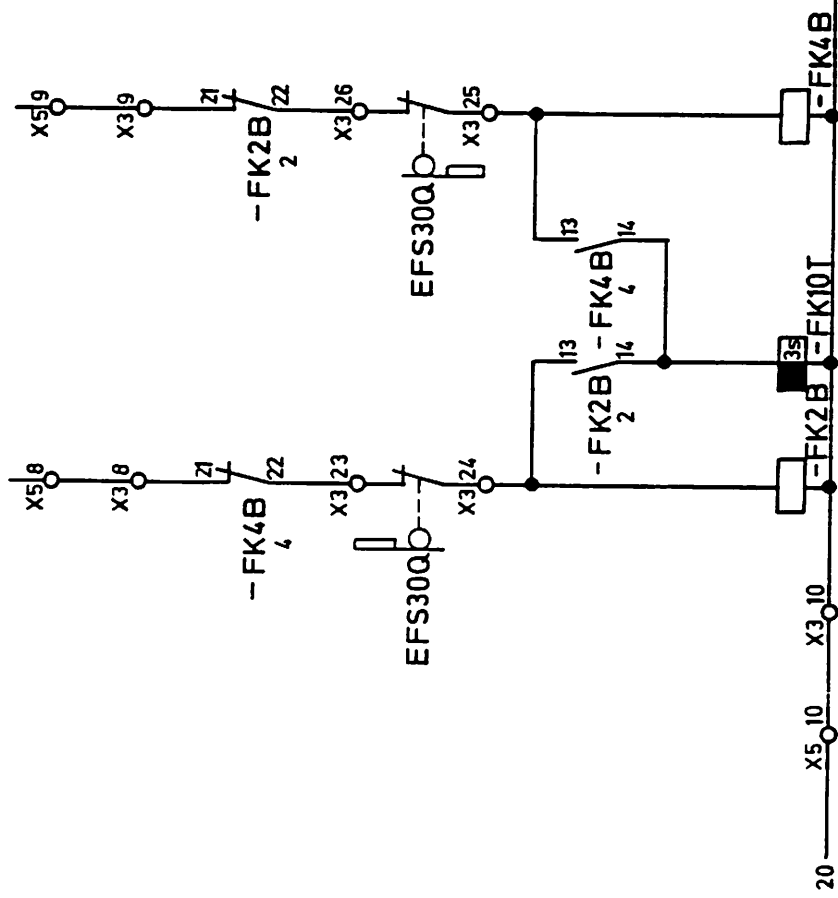 X5 9
X3 9
21
22
-FK2B
2
X3 26
EFS30Q
X3 25
13
14
-FK4B
4
-FK4B
X5 8
X3 8
21
22
-FK4B
4
X3 23
EFS30Q
X3 24
13
14
-FK2B
2
3s
-FK10T
-FK2B
X3 10
X5 10
20